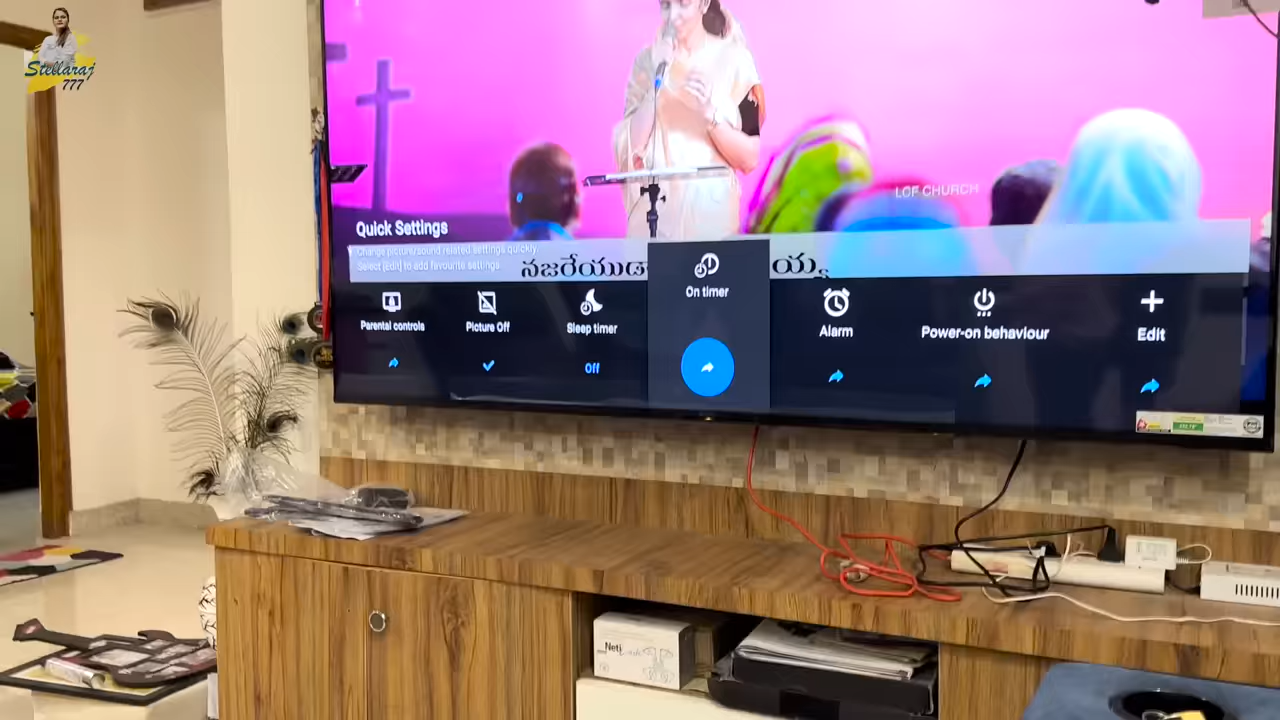 Stellaraj
777
LCF CHURCH
Quick Settings
Change picture/sound related settings quickly.
Select [Edit] to add favourite settings.
నజరేయుడా
య్య
On timer
Parental controls
Picture Off
Sleep timer
Alarm
Power-on behaviour
Edit
Off
Neti